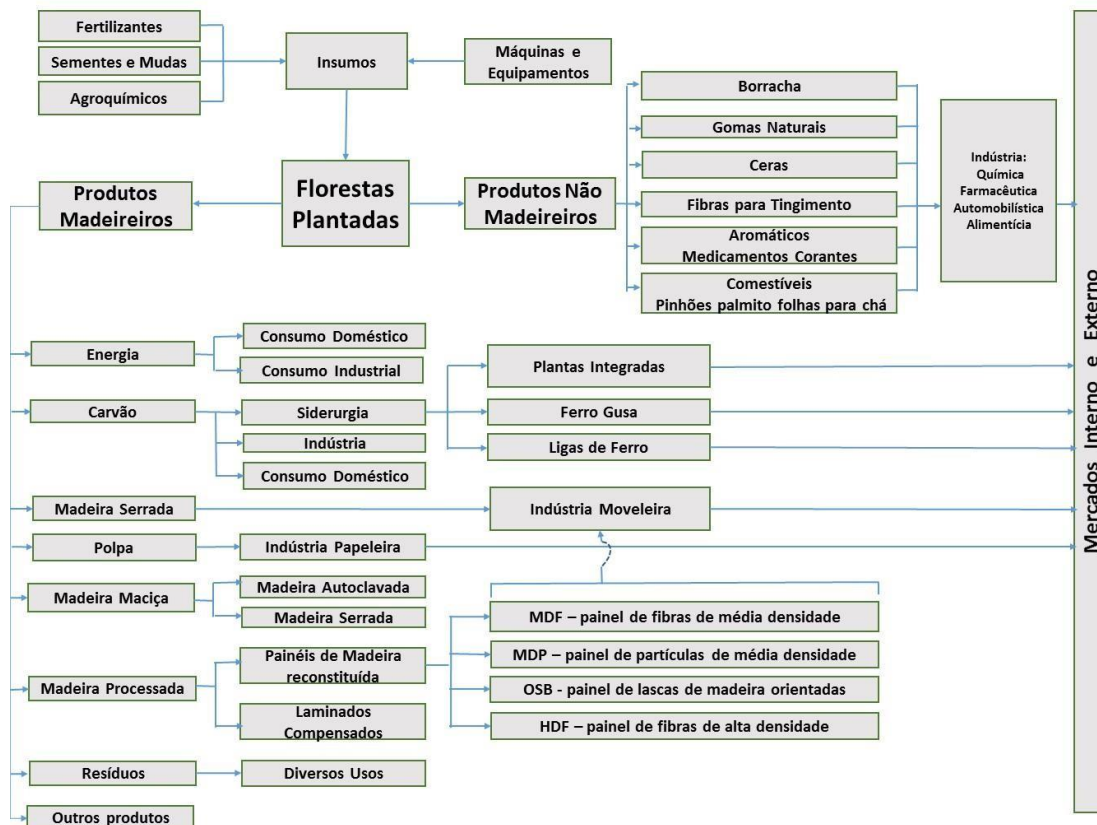 Fertilizantes
Sementes e Mudas
Agroquímicos
Insumos
Máquinas e
Equipamentos
Produtos
Madeireiros
Florestas
Plantadas
Produtos Não
Madeireiros
Borracha
Gomas Naturais
Ceras
Fibras para Tingimento
Aromáticos
Medicamentos Corantes
Comestíveis
Pinhões palmito folhas para chá
Indústria:
Química
Farmacêutica
Automobilística
Alimentícia
Mercados Interno e Externo
Energia
Consumo Doméstico
Consumo Industrial
Carvão
Siderurgia
Indústria
Consumo Doméstico
Plantas Integradas
Ferro Gusa
Ligas de Ferro
Madeira Serrada
Indústria Moveleira
Polpa
Indústria Papeleira
Madeira Maciça
Madeira Autoclavada
Madeira Serrada
Madeira Processada
Painéis de Madeira
reconstituída
Laminados
Compensados
MDF – painel de fibras de média densidade
MDP – painel de partículas de média densidade
OSB - painel de lascas de madeira orientadas
HDF – painel de fibras de alta densidade
Resíduos
Diversos Usos
Outros produtos